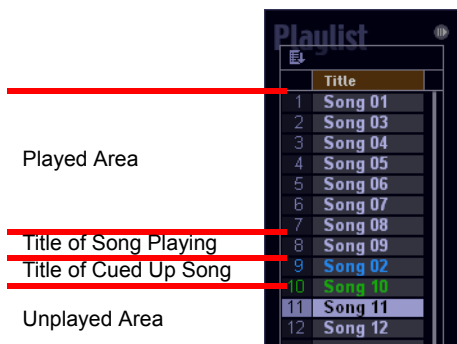 Playlist
Title
1 Song 01
2 Song 03
3 Song 04
4 Song 05
5 Song 06
6 Song 07
7 Song 08
8 Song 09
9 Song 02
10 Song 10
11 Song 11
12 Song 12
Played Area
Title of Song Playing
Title of Cued Up Song
Unplayed Area